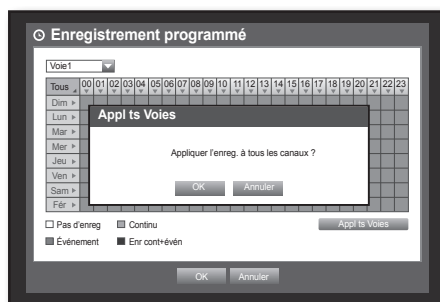 Enregistrement programmé
Voie1
Tous 00 01 02 03 04 05 06 07 08 09 10 11 12 13 14 15 16 17 18 19 20 21 22 23
Dim
Lun
Appl ts Voies
Mar
Mer
Appliquer l'enreg. à tous les canaux ?
Jeu
Ven
OK Annuler
Sam
Fér
Pas d'enreg Continu Appl ts Voies
Événement Enr cont+évén
OK Annuler